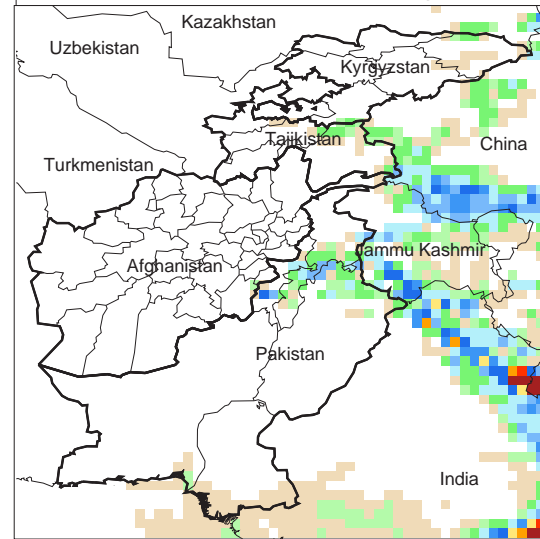 Kazakhstan
Uzbekistan
Kyrgyzstan
Tajikistan
China
Turkmenistan
Jammu Kashmir
Afghanistan
Pakistan
India